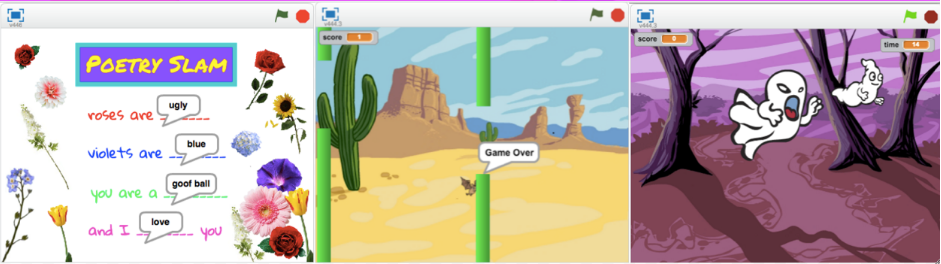 v446
POETRY SLAM
roses are ugly
violets are blue
you are a goof ball
and I love you
score 1
Game Over
score 0
time 14